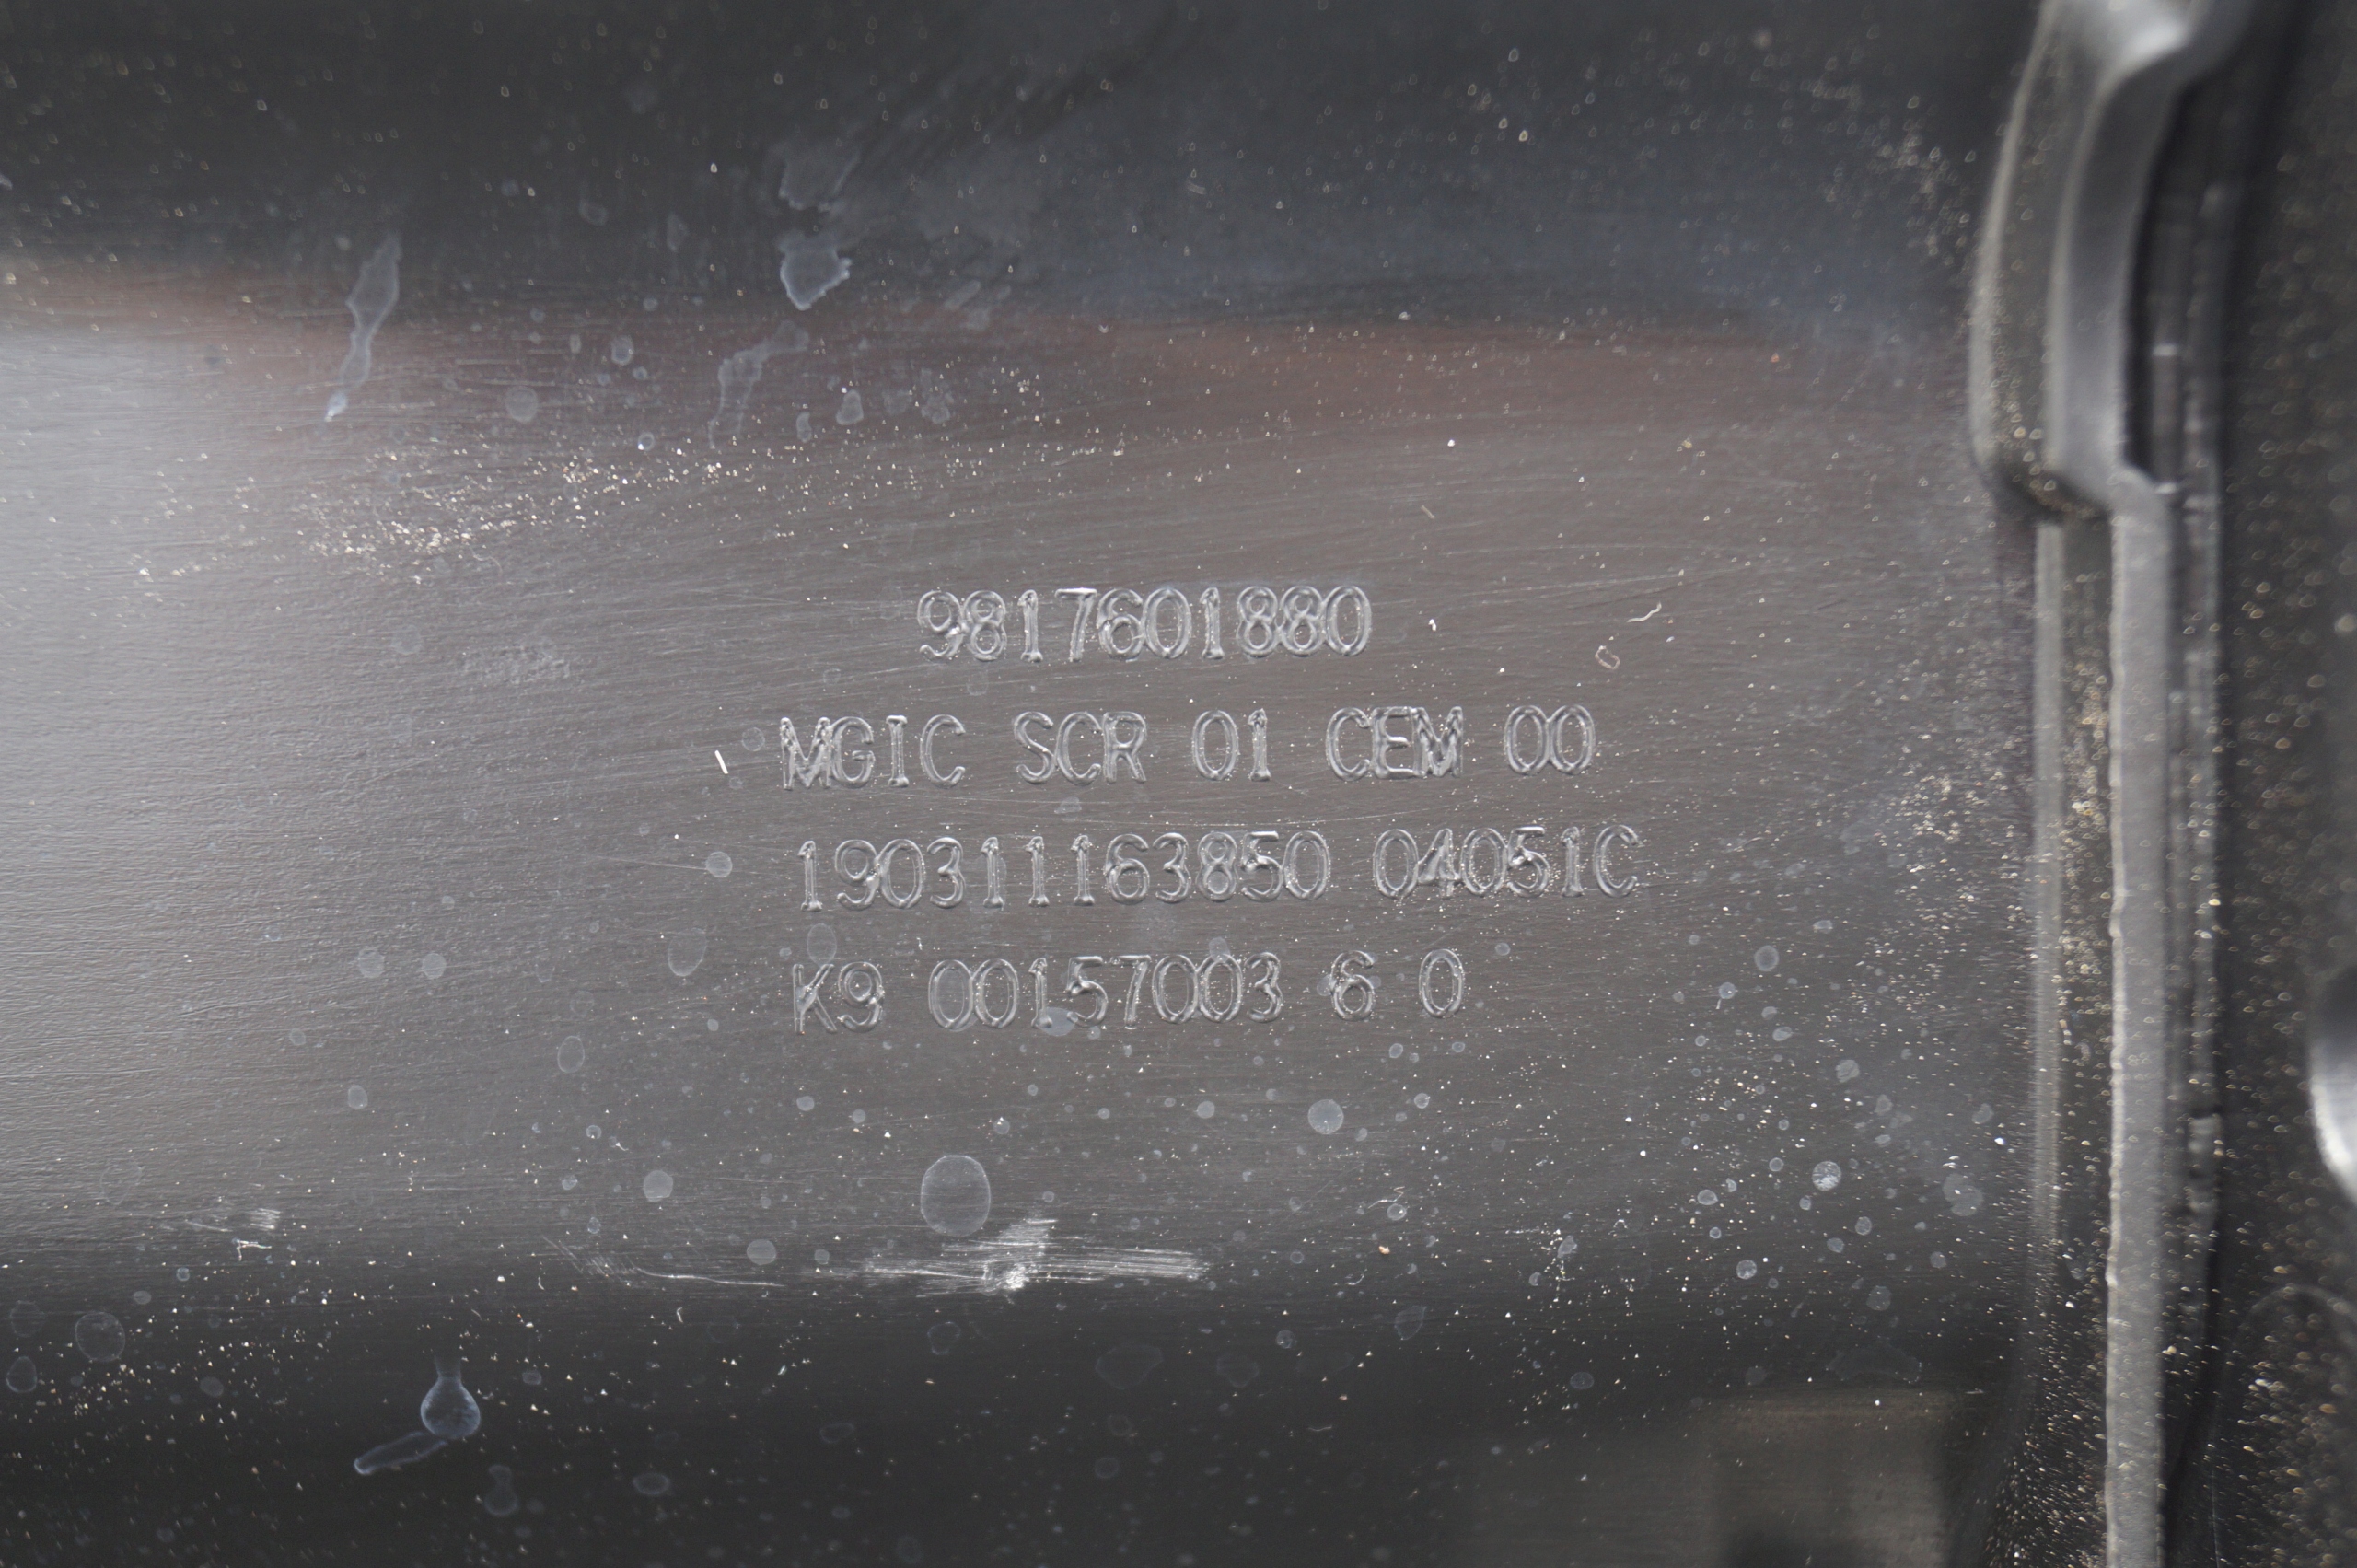 9817601880
MGIC SCR 01 CEM 00
190311163850 04051C
K9 00157003 6 0